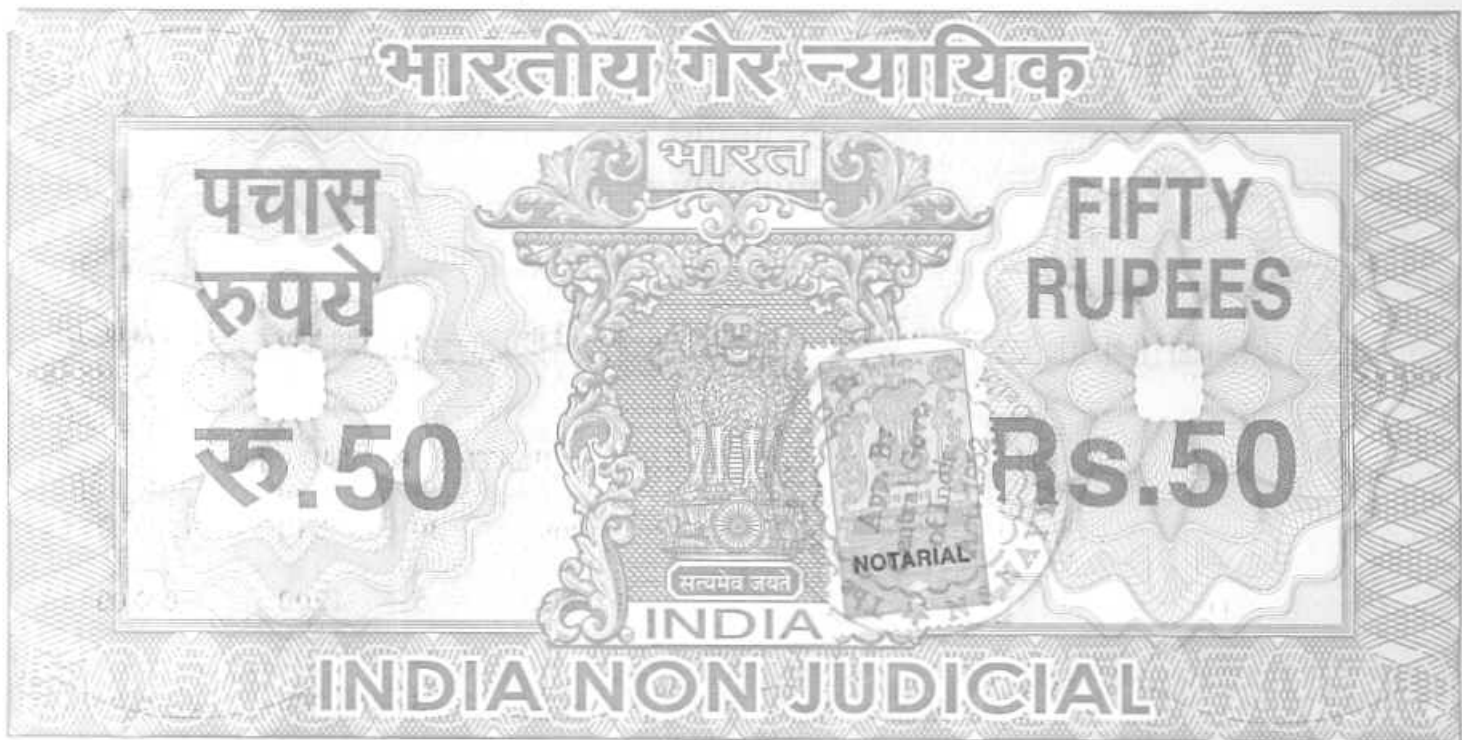 भारतीय गैर न्यायिक
भारत
पचास
रुपये
FIFTY
RUPEES
रु.50
Rs.50
NOTARIAL
सत्यमेव जयते
INDIA
INDIA NON JUDICIAL